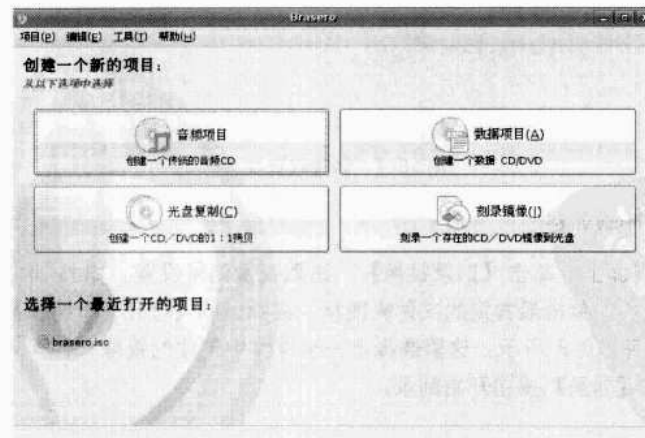 Brasero
项目(P) 编辑(E) 工具(T) 帮助(H)
创建一个新的项目：
从以下选项中选择
音频项目
创建一个传统的音频CD
数据项目(A)
创建一个数据 CD/DVD
光盘复制(C)
创建一个CD／DVD的1：1拷贝
刻录镜像(I)
刻录一个存在的CD／DVD镜像到光盘
选择一个最近打开的项目：
brasero.iso